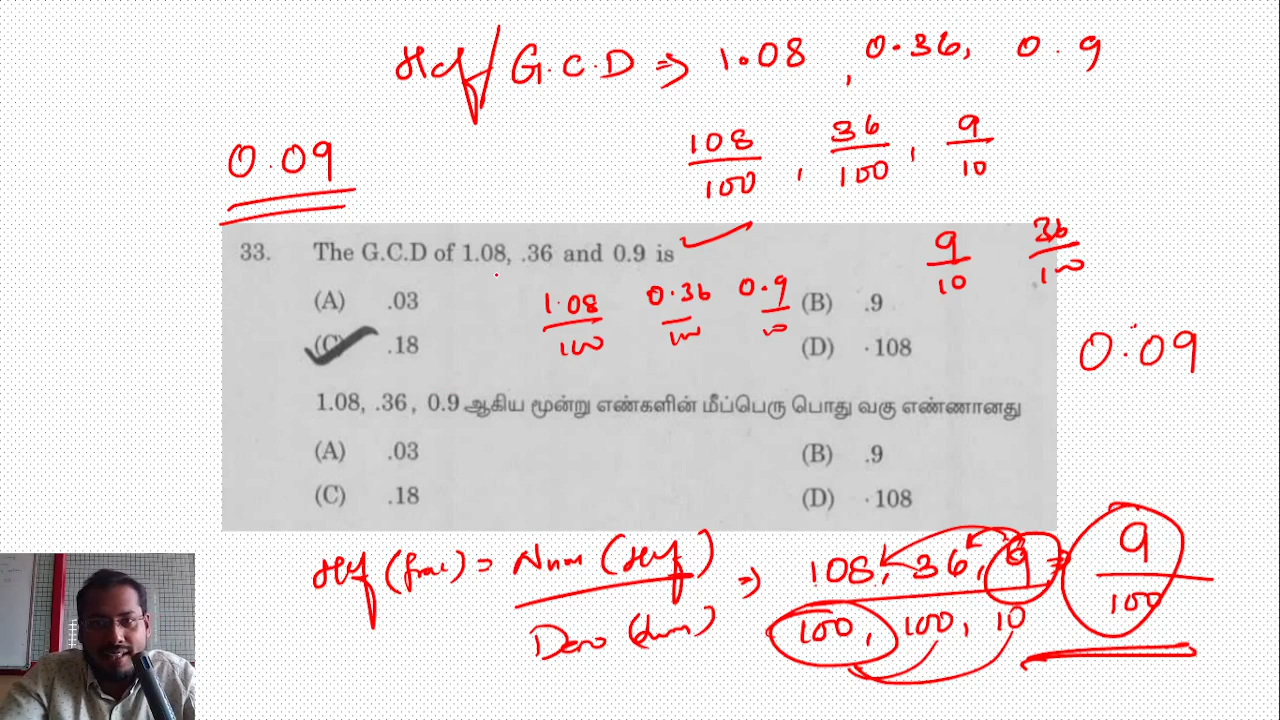 Hcf/G.C.D ⇒ 1.08, 0.36, 0.9
108/100, 36/100, 9/10
0.09
33. The G.C.D of 1.08, .36 and 0.9 is
9/10 36/100
(A) .03 (B) .9
1.08/100 0.36/100 0.9/10
(C) .18 (D) ·108
0.09
1.08, .36, 0.9 ஆகிய மூன்று எண்களின் மீப்பெரு பொது வகு எண்ணானது
(A) .03 (B) .9
(C) .18 (D) ·108
Hcf (frac) = Num (Hcf) / Deno (Lcm) ⇒ 108, 36, 9 / 100, 100, 10 ⇒ 9/100